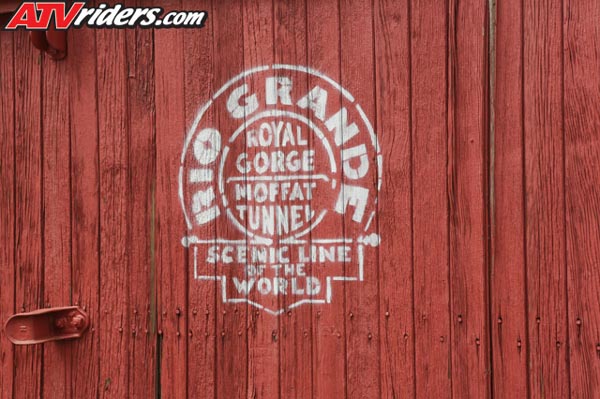 ATVriders.com
RIO GRANDE
ROYAL
GORGE
MOFFAT
TUNNEL
SCENIC LINE
OF THE
WORLD